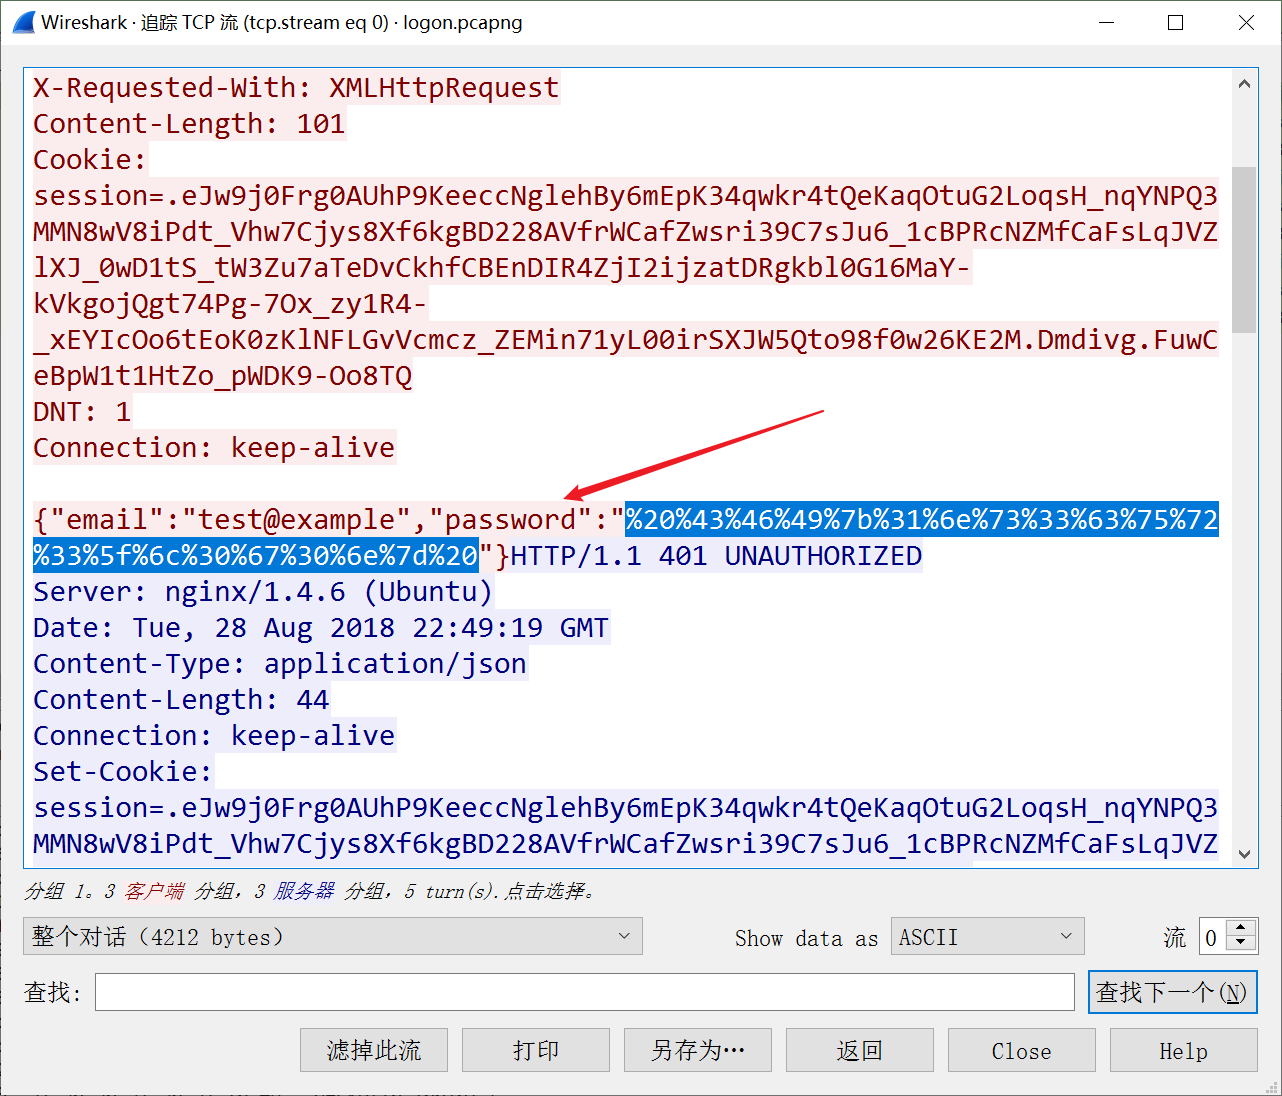 Wireshark · 追踪 TCP 流 (tcp.stream eq 0) · logon.pcapng
X-Requested-With: XMLHttpRequest
Content-Length: 101
Cookie:
session=.eJw9j0Frg0AUhP9KeeccNglehBy6mEpK34qwkr4tQeKaqOtuG2LoqsH_nqYNPQ3
MMN8wV8iPdt_Vhw7Cjys8Xf6kgBD228AVfrWCafZwsri39C7sJu6_1cBPRcNZMfCaFsLqJVZ
lXJ_0wD1tS_tW3Zu7aTeDvCkhfCBEnDIR4ZjI2ijzatDRgkbl0G16MaY-
kVkgojQgt74Pg-7Ox_zy1R4-
_xEYIcOo6tEoK0zKlNFLGvVcmcz_ZEMin71yL00irSXJW5Qto98f0w26KE2M.Dmdivg.FuwC
eBpW1t1HtZo_pWDK9-Oo8TQ
DNT: 1
Connection: keep-alive
{"email":"test@example","password":"%20%43%46%49%7b%31%6e%73%33%63%75%72
%33%5f%6c%30%67%30%6e%7d%20"}HTTP/1.1 401 UNAUTHORIZED
Server: nginx/1.4.6 (Ubuntu)
Date: Tue, 28 Aug 2018 22:49:19 GMT
Content-Type: application/json
Content-Length: 44
Connection: keep-alive
Set-Cookie:
session=.eJw9j0Frg0AUhP9KeeccNglehBy6mEpK34qwkr4tQeKaqOtuG2LoqsH_nqYNPQ3
MMN8wV8iPdt_Vhw7Cjys8Xf6kgBD228AVfrWCafZwsri39C7sJu6_1cBPRcNZMfCaFsLqJVZ
分组 1。3 客户端 分组，3 服务器 分组，5 turn(s).点击选择。
整个对话（4212 bytes）
Show data as ASCII
流 0
查找:
查找下一个(N)
滤掉此流 打印 另存为… 返回 Close Help